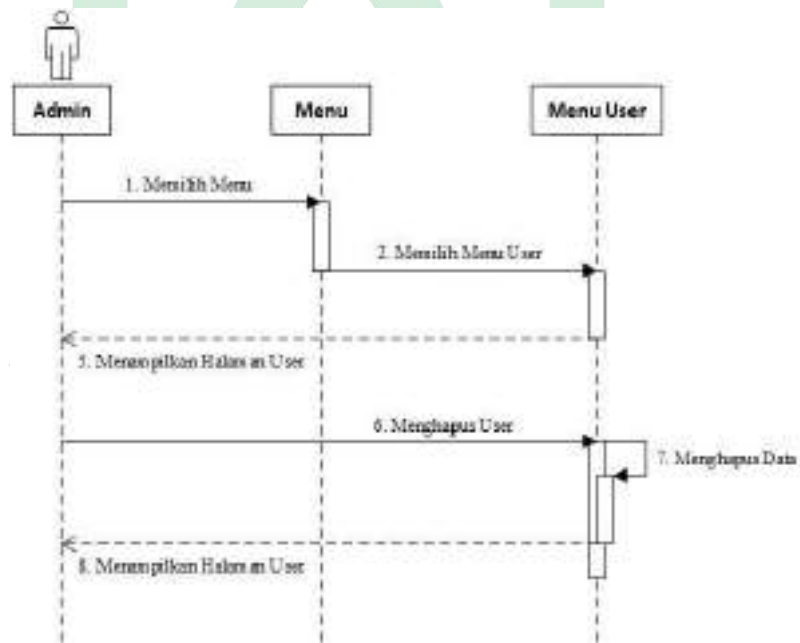 Admin
Menu
Menu User
1. Memilih Menu
2. Memilih Menu User
5. Menampilkan Halaman User
6. Menghapus User
7. Menghapus Data
8. Menampilkan Halaman User